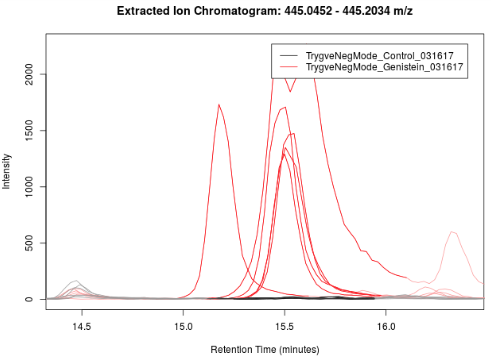 Extracted Ion Chromatogram: 445.0452 - 445.2034 m/z
TrygveNegMode_Control_031617
TrygveNegMode_Genistein_031617
2000
1500
1000
500
0
Intensity
14.5 15.0 15.5 16.0
Retention Time (minutes)